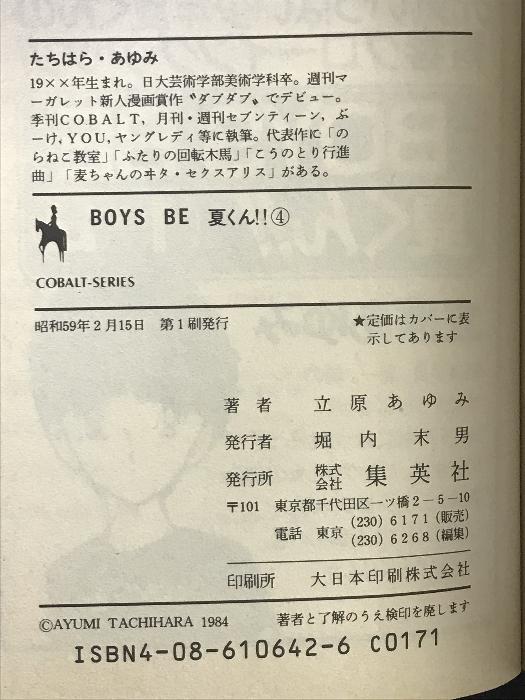 たちはら・あゆみ
19××年生まれ。日大芸術学部美術学科卒。週刊マ
ーガレット新人漫画賞作〝ダブダブ〟でデビュー。
季刊COBALT，月刊・週刊セブンティーン，ぶ
ーけ，YOU，ヤングレディ等に執筆。代表作に「の
らねこ教室」「ふたりの回転木馬」「こうのとり行進
曲」「麦ちゃんのヰタ・セクスアリス」がある。
BOYS BE 夏くん!!④
COBALT-SERIES
昭和59年2月15日 第1刷発行
★定価はカバーに表
示してあります
著者 立原あゆみ
発行者 堀内末男
発行所 株式会社 集英社
〒101 東京都千代田区一ツ橋2－5－10
電話 東京 (230) 6171 (販売)
(230) 6268 (編集)
印刷所 大日本印刷株式会社
©AYUMI TACHIHARA 1984 著者と了解のうえ検印を廃します
ISBN4-08-610642-6 C0171